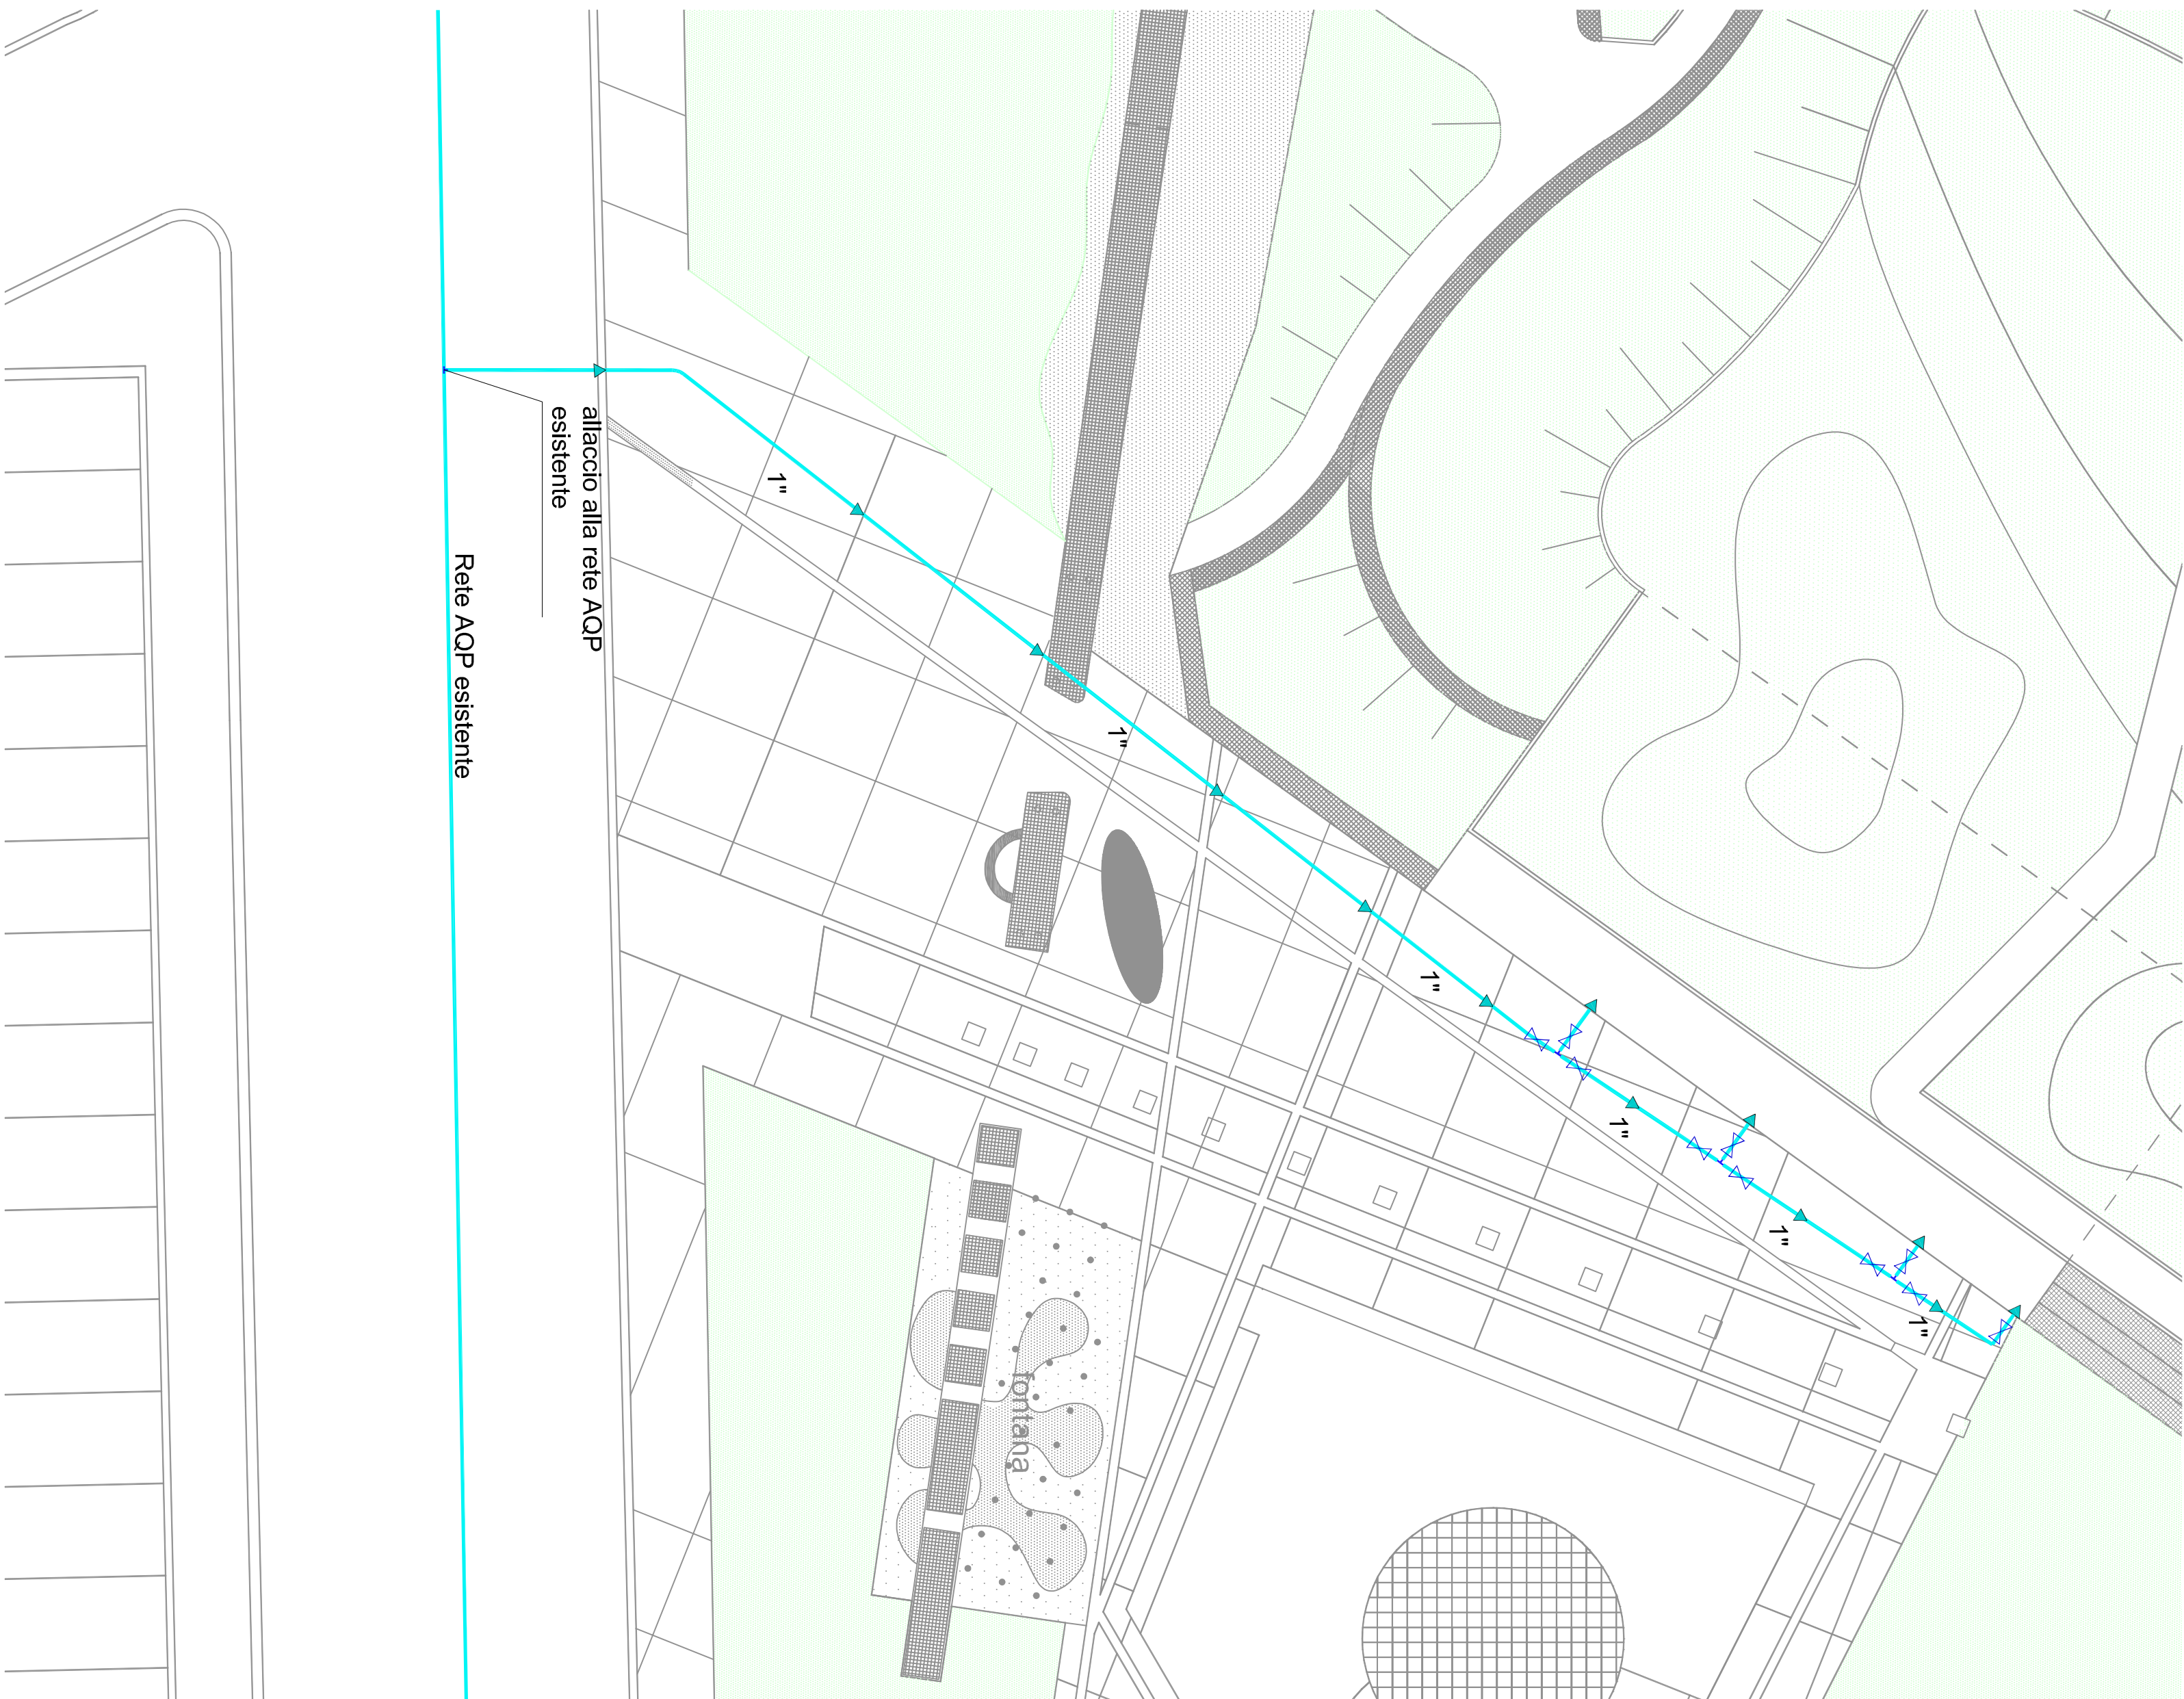 allaccio alla rete AQP
esistente
Rete AQP esistente
1"
1"
1"
1"
1"
1"
fontana